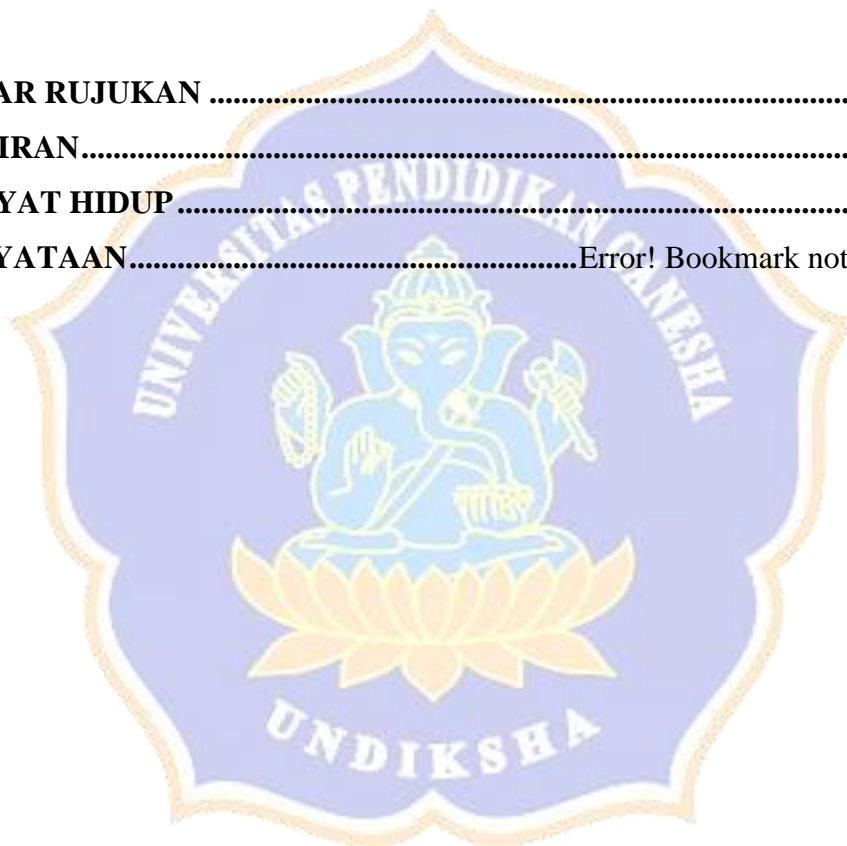 AR RUJUKAN ................................................................................
IRAN................................................................................................
YAT HIDUP....................................................................................
YATAAN.........................................................Error! Bookmark not
UNIVERSITAS PENDIDIKAN GANESHA
UNDIKSHA